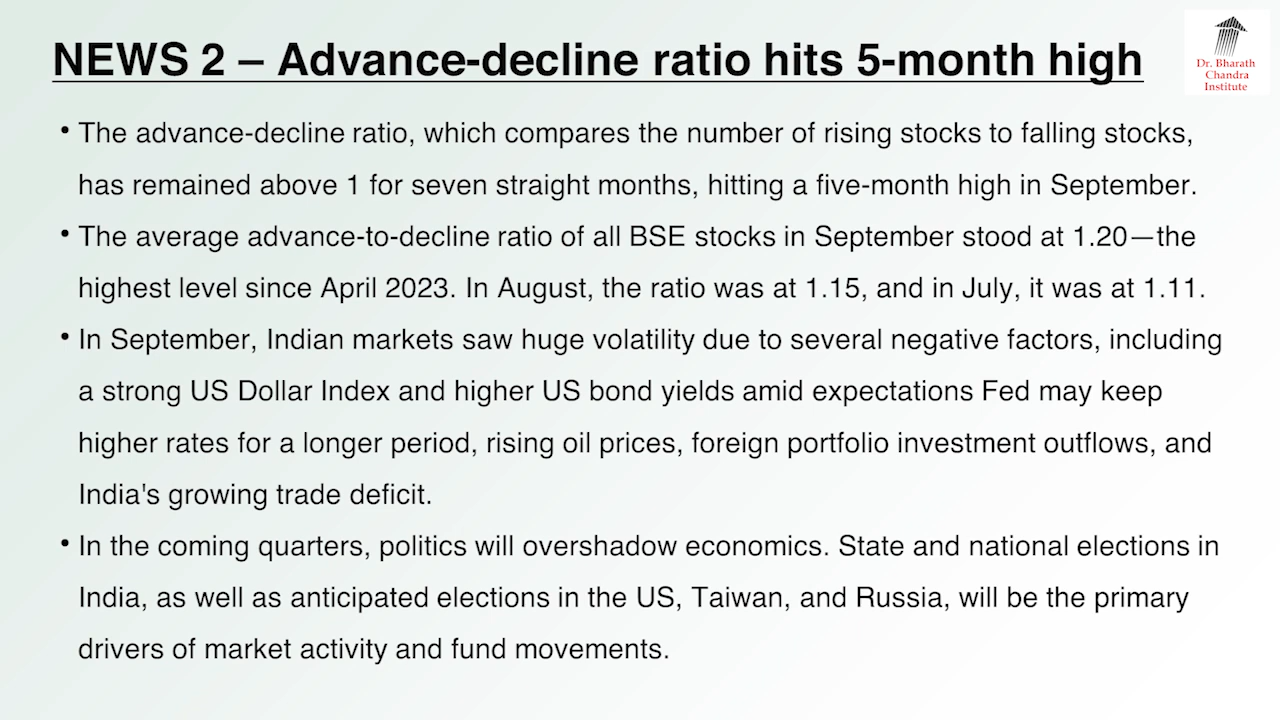 NEWS 2 – Advance-decline ratio hits 5-month high
Dr. Bharath
Chandra
Institute
• The advance-decline ratio, which compares the number of rising stocks to falling stocks,
has remained above 1 for seven straight months, hitting a five-month high in September.
• The average advance-to-decline ratio of all BSE stocks in September stood at 1.20—the
highest level since April 2023. In August, the ratio was at 1.15, and in July, it was at 1.11.
• In September, Indian markets saw huge volatility due to several negative factors, including
a strong US Dollar Index and higher US bond yields amid expectations Fed may keep
higher rates for a longer period, rising oil prices, foreign portfolio investment outflows, and
India's growing trade deficit.
• In the coming quarters, politics will overshadow economics. State and national elections in
India, as well as anticipated elections in the US, Taiwan, and Russia, will be the primary
drivers of market activity and fund movements.